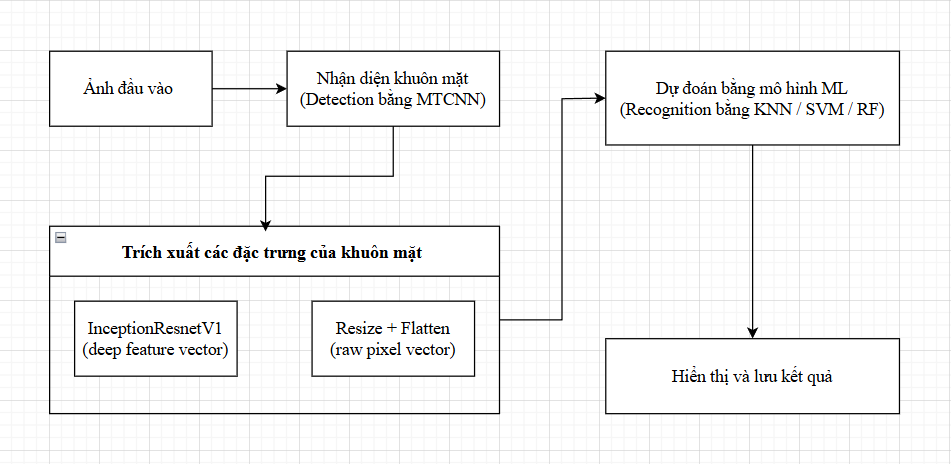 Ảnh đầu vào
Nhận diện khuôn mặt
(Detection bằng MTCNN)
Trích xuất các đặc trưng của khuôn mặt
InceptionResnetV1
(deep feature vector)
Resize + Flatten
(raw pixel vector)
Dự đoán bằng mô hình ML
(Recognition bằng KNN / SVM / RF)
Hiển thị và lưu kết quả